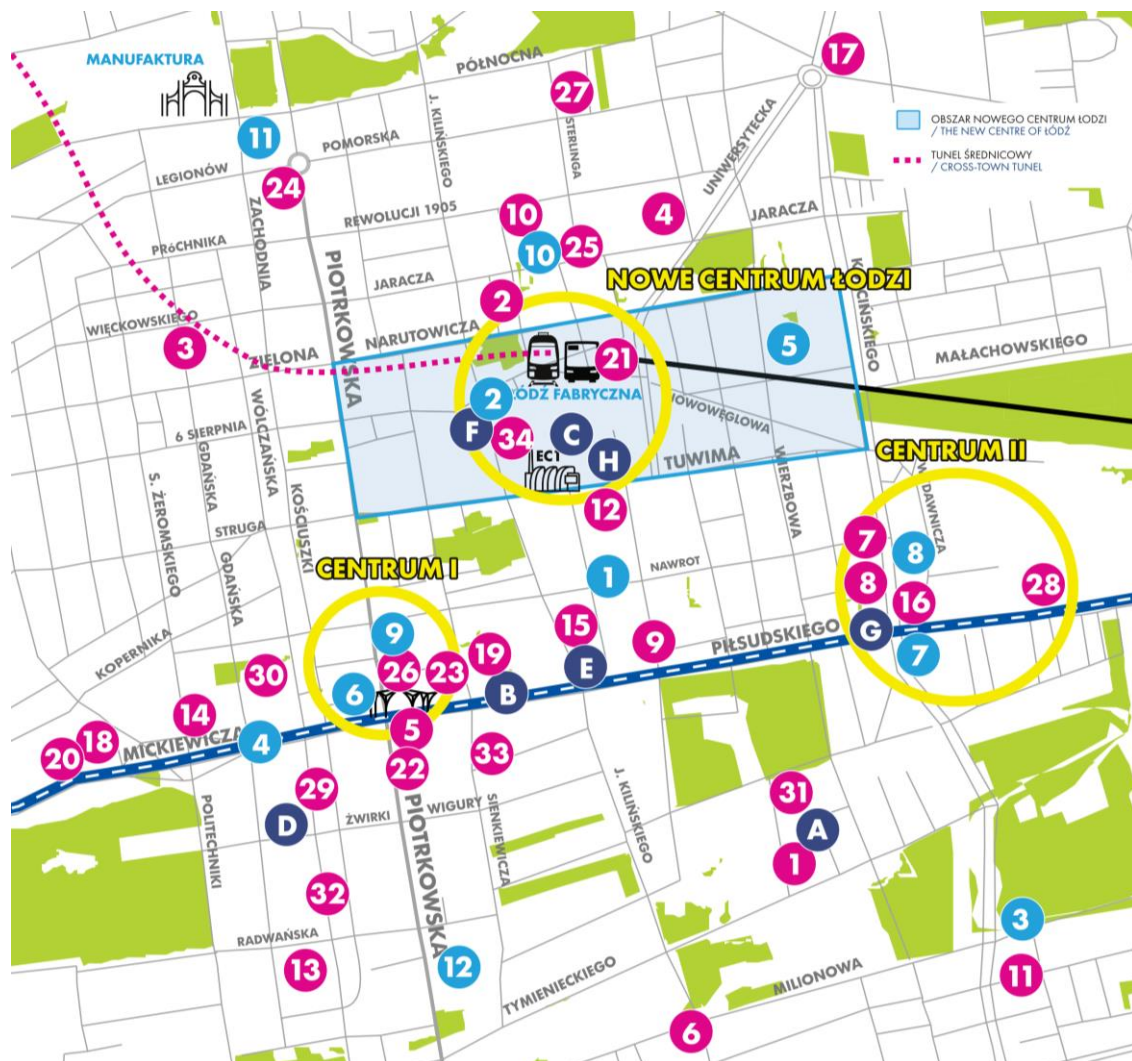 MANUFAKTURA
PÓŁNOCNA
17
27
11
POMORSKA
J. KILIŃSKIEGO
STERLINGA
UNIWERSYTECKA
OBSZAR NOWEGO CENTRUM ŁODZI
/ THE NEW CENTRE OF ŁÓDŹ
TUNEL ŚREDNICOWY
/ CROSS-TOWN TUNEL
LEGIONÓW
24
ZACHODNIA
REWOLUCJI 1905
10
4
JARACZA
PRóCHNIKA
10
25
PIOTRKOWSKA
JARACZA
NOWE CENTRUM ŁODZI
2
WIĘCKOWSKIEGO
3
ZIELONA
NARUTOWICZA
21
5
MAŁACHOWSKIEGO
ŁÓDŹ FABRYCZNA
2
NOWOWĘGLOWA
WÓLCZAŃSKA
6 SIERPNIA
GDAŃSKA
F
34
C
H
EC1
TUWIMA
WIERZBOWA
CENTRUM II
S. ŻEROMSKIEGO
KOŚCIUSZKI
STRUGA
12
7
8
CENTRUM I
GDAŃSKA
1
NAWROT
8
28
16
KOPERNIKA
9
15
9
PIŁSUDSKIEGO
G
7
30
26
23
19
E
6
B
14
5
MICKIEWICZA
4
18
20
22
33
29
31
D
ŻWIRKI
WIGURY
SIENKIEWICZA
J. KILIŃSKIEGO
A
POLITECHNIKI
PIOTRKOWSKA
1
32
3
RADWAŃSKA
13
12
TYMIENIECKIEGO
MILIONOWA
11
6